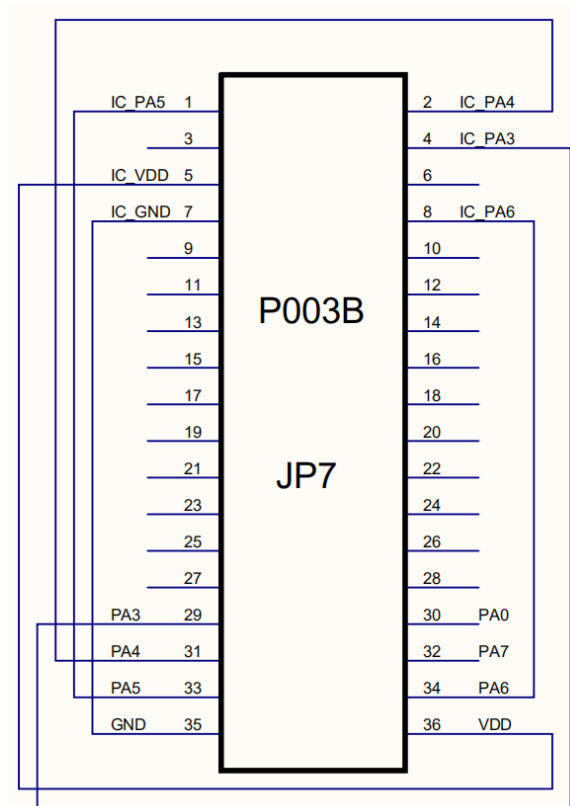 IC_PA5 1 2 IC_PA4
3 4 IC_PA3
IC_VDD 5 6
IC_GND 7 8 IC_PA6
9 10
11 12
P003B
13 14
15 16
17 18
19 20
JP7
21 22
23 24
25 26
27 28
PA3 29 30 PA0
PA4 31 32 PA7
PA5 33 34 PA6
GND 35 36 VDD